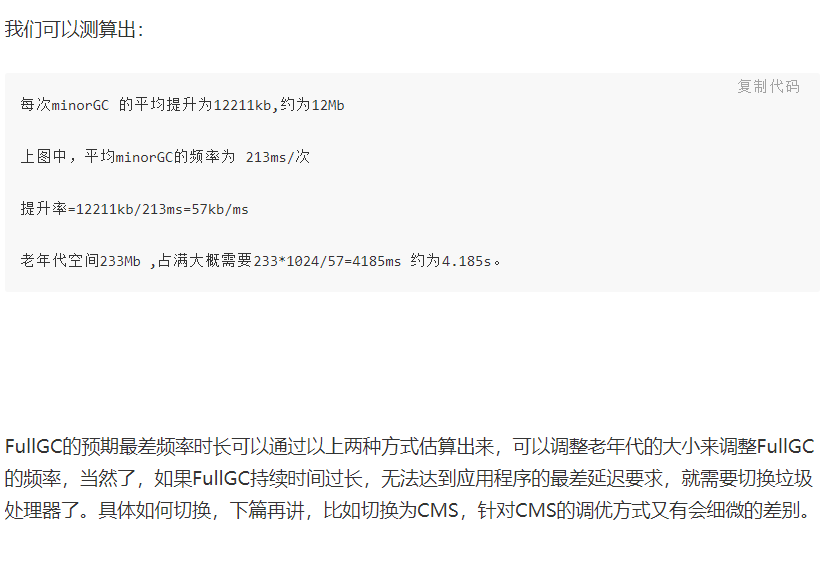 我们可以测算出：
复制代码
每次minorGC 的平均提升为12211kb,约为12Mb
上图中，平均minorGC的频率为 213ms/次
提升率=12211kb/213ms=57kb/ms
老年代空间233Mb ,占满大概需要233*1024/57=4185ms 约为4.185s。
FullGC的预期最差频率时长可以通过以上两种方式估算出来，可以调整老年代的大小来调整FullGC
的频率，当然了，如果FullGC持续时间过长，无法达到应用程序的最差延迟要求，就需要切换垃圾
处理器了。具体如何切换，下篇再讲，比如切换为CMS，针对CMS的调优方式又有会细微的差别。